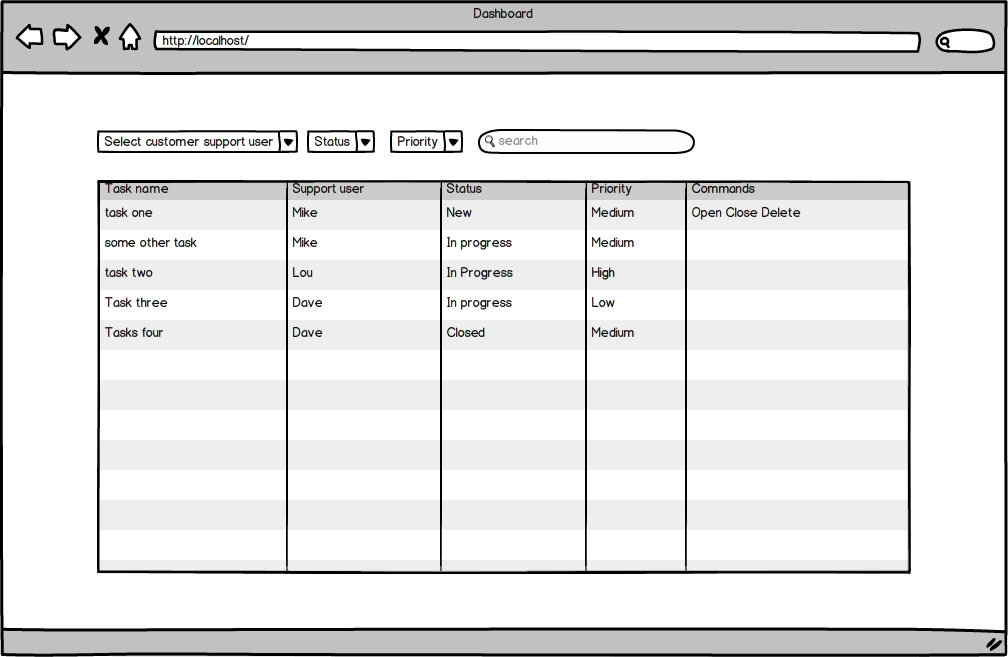 Dashboard
http://localhost/
Select customer support user Status Priority search
Task name Support user Status Priority Commands
task one Mike New Medium Open Close Delete
some other task Mike In progress Medium
task two Lou In Progress High
Task three Dave In progress Low
Tasks four Dave Closed Medium